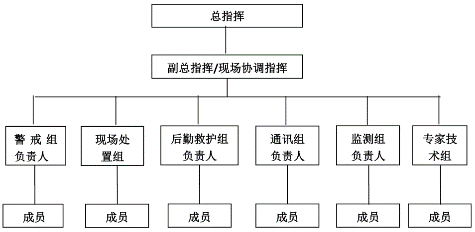 总指挥
副总指挥/现场协调指挥
警戒组
负责人
现场处
置组
后勤救护组
负责人
通讯组
负责人
监测组
负责人
专家技
术组
成员
成员
成员
成员
成员
成员